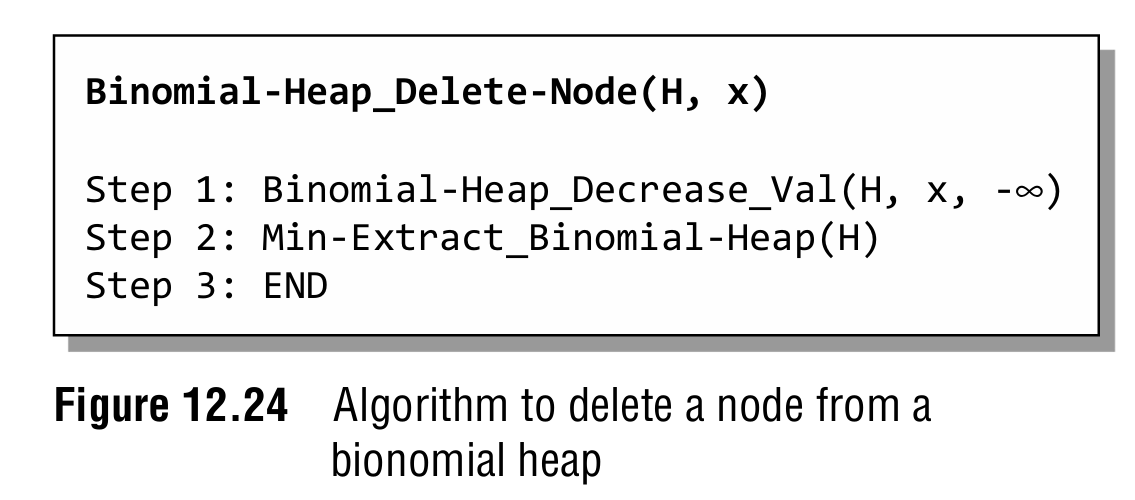 Binomial-Heap_Delete-Node(H, x)
Step 1: Binomial-Heap_Decrease_Val(H, x, -∞)
Step 2: Min-Extract_Binomial-Heap(H)
Step 3: END
Figure 12.24 Algorithm to delete a node from a
bionomial heap